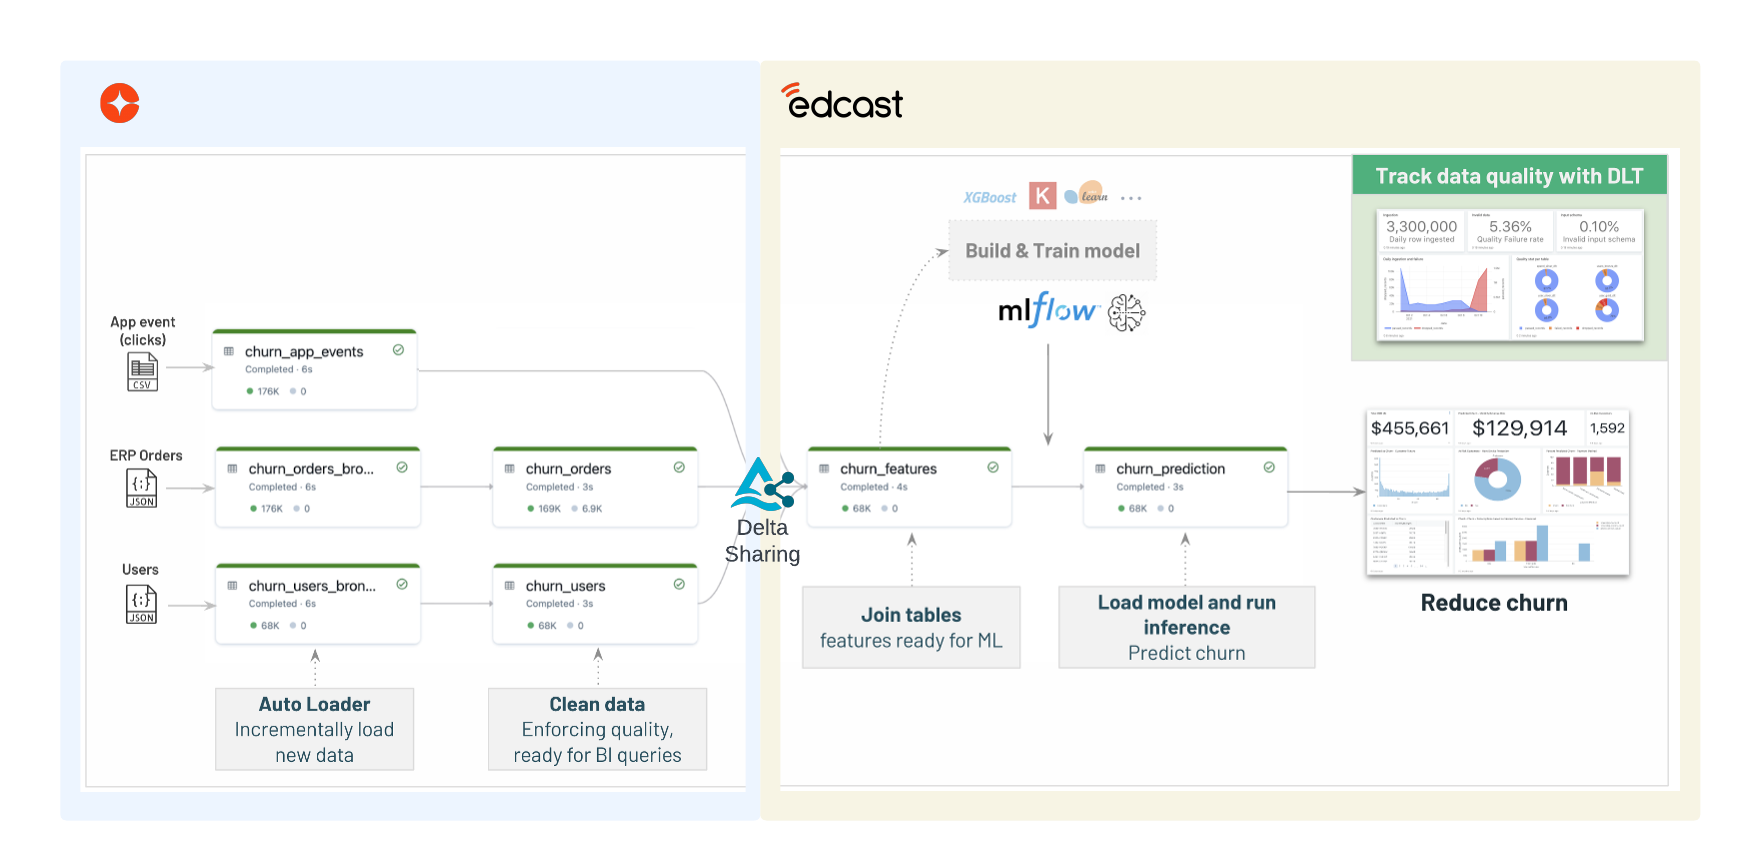 edcast
Track data quality with DLT
XGBoost
K
learn
Build & Train model
mlflow
3,300,000
Daily row ingested
5.36%
Quality Failure rate
0.10%
Invalid input schema
App event
(clicks)
CSV
churn_app_events
Completed · 6s
176K 0
ERP Orders
JSON
churn_orders_bro...
Completed · 6s
176K 0
churn_orders
Completed · 3s
169K 6.9K
Delta
Sharing
churn_features
Completed · 4s
68K 0
churn_prediction
Completed · 3s
68K 0
$455,661
$129,914
1,592
Users
JSON
churn_users_bron...
Completed · 6s
68K 0
churn_users
Completed · 3s
68K 0
Join tables
features ready for ML
Load model and run
inference
Predict churn
Reduce churn
Auto Loader
Incrementally load
new data
Clean data
Enforcing quality,
ready for BI queries